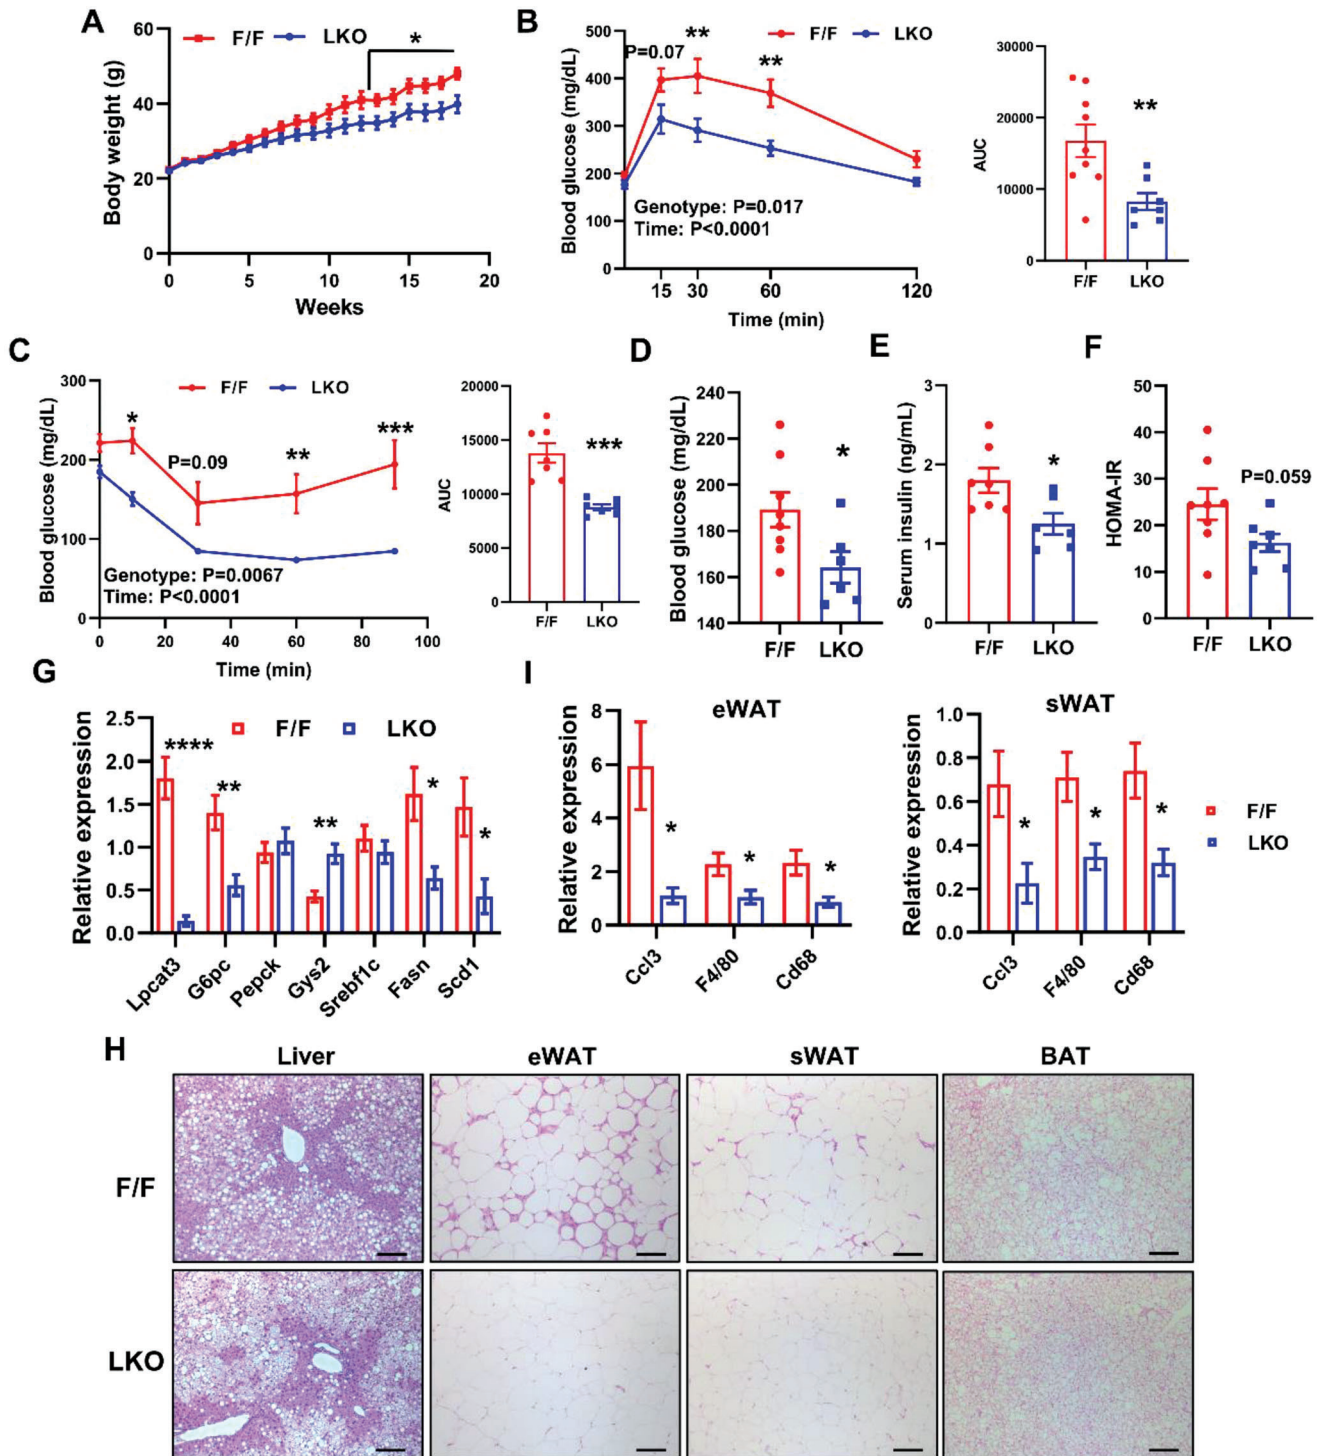 A
Body weight (g)
60
40
20
0
F/F LKO
*
0 5 10 15 20
Weeks
B
Blood glucose (mg/dL)
500
400
300
200
100
0
P=0.07
**
**
F/F LKO
Genotype: P=0.017
Time: P<0.0001
15 30 60 120
Time (min)
AUC
30000
20000
10000
0
**
F/F LKO
C
Blood glucose (mg/dL)
300
200
100
0
F/F LKO
*
P=0.09
**
***
Genotype: P=0.0067
Time: P<0.0001
0 20 40 60 80 100
Time (min)
AUC
20000
15000
10000
5000
0
***
F/F LKO
D
Blood glucose (mg/dL)
240
220
200
180
160
140
*
F/F LKO
E
Serum insulin (ng/mL)
3
2
1
0
*
F/F LKO
F
HOMA-IR
50
40
30
20
10
0
P=0.059
F/F LKO
G
Relative expression
2.5
2.0
1.5
1.0
0.5
0.0
F/F LKO
****
**
**
*
*
Lpcat3 G6pc Pepck Gys2 Srebf1c Fasn Scd1
I
eWAT
Relative expression
8
6
4
2
0
*
*
*
Ccl3 F4/80 Cd68
sWAT
Relative expression
1.0
0.8
0.6
0.4
0.2
0.0
*
*
*
Ccl3 F4/80 Cd68
F/F
LKO
H
Liver eWAT sWAT BAT
F/F
LKO